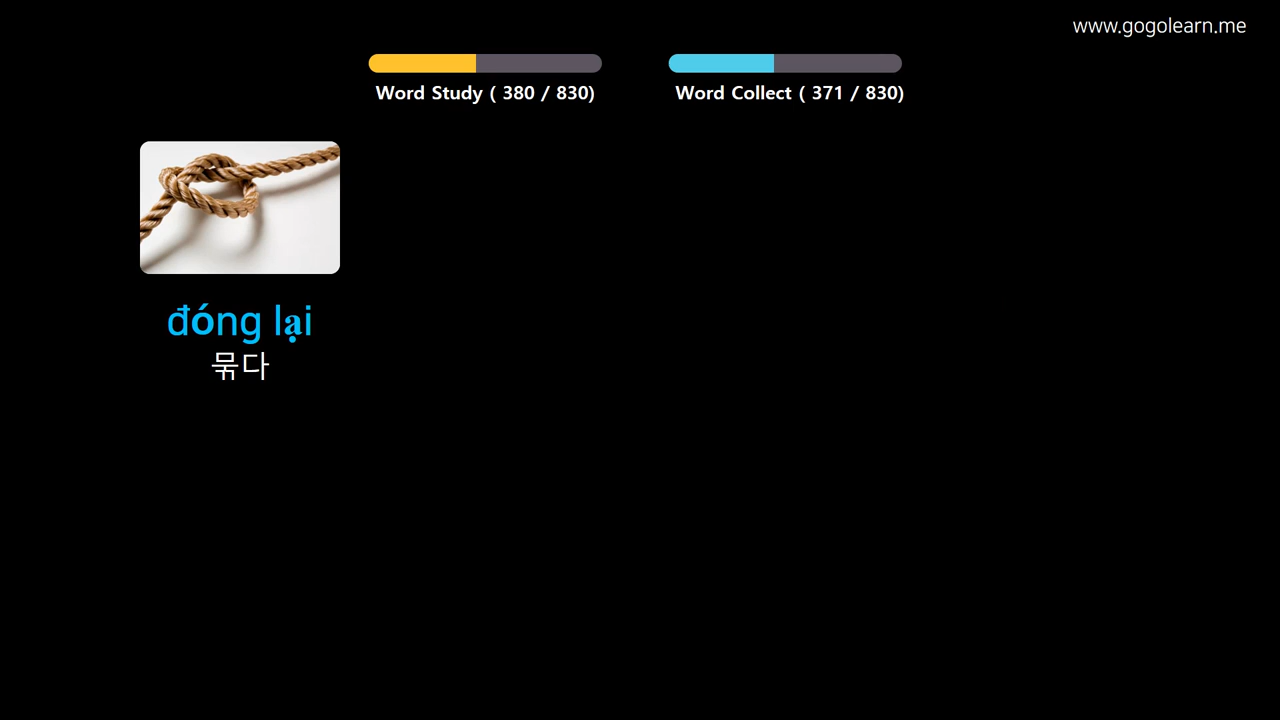 www.gogolearn.me
Word Study ( 380 / 830)
Word Collect ( 371 / 830)
đóng lại
묶다